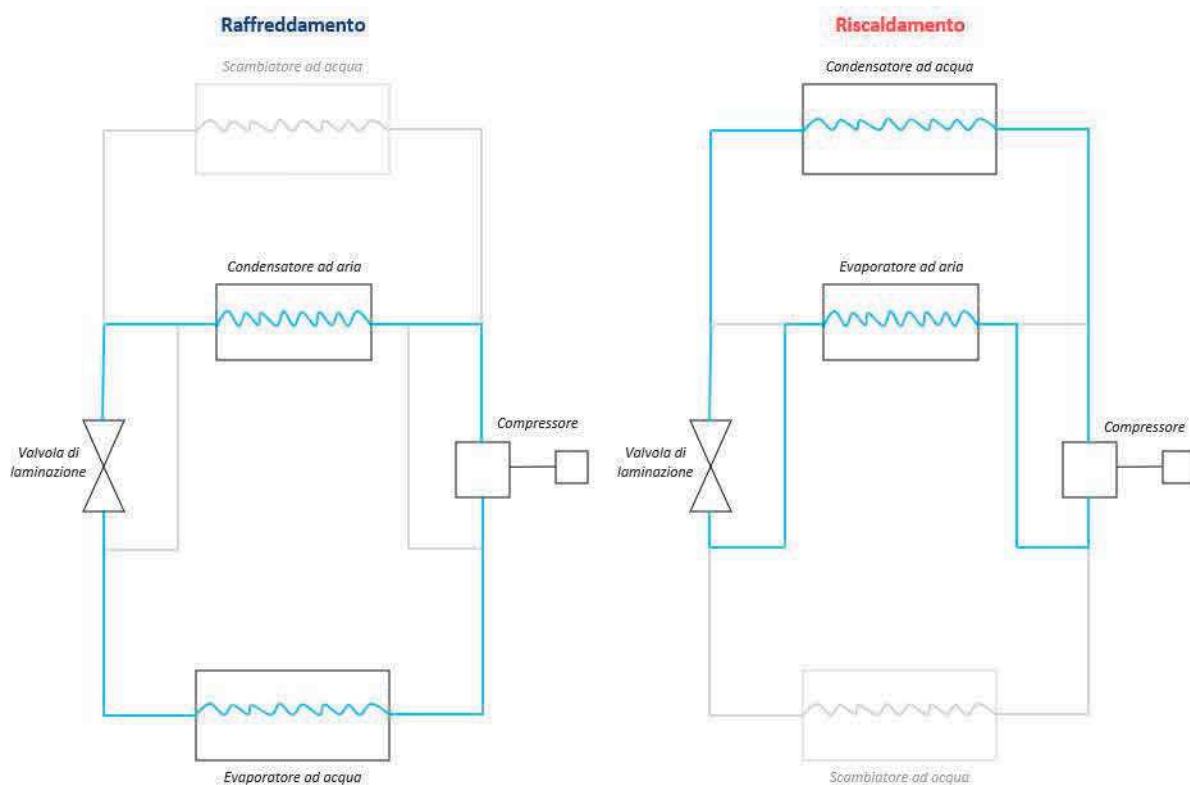 Raffreddamento
Scambiatore ad acqua
Condensatore ad aria
Compressore
Valvola di
laminazione
Evaporatore ad acqua
Riscaldamento
Condensatore ad acqua
Evaporatore ad aria
Compressore
Valvola di
laminazione
Scambiatore ad acqua